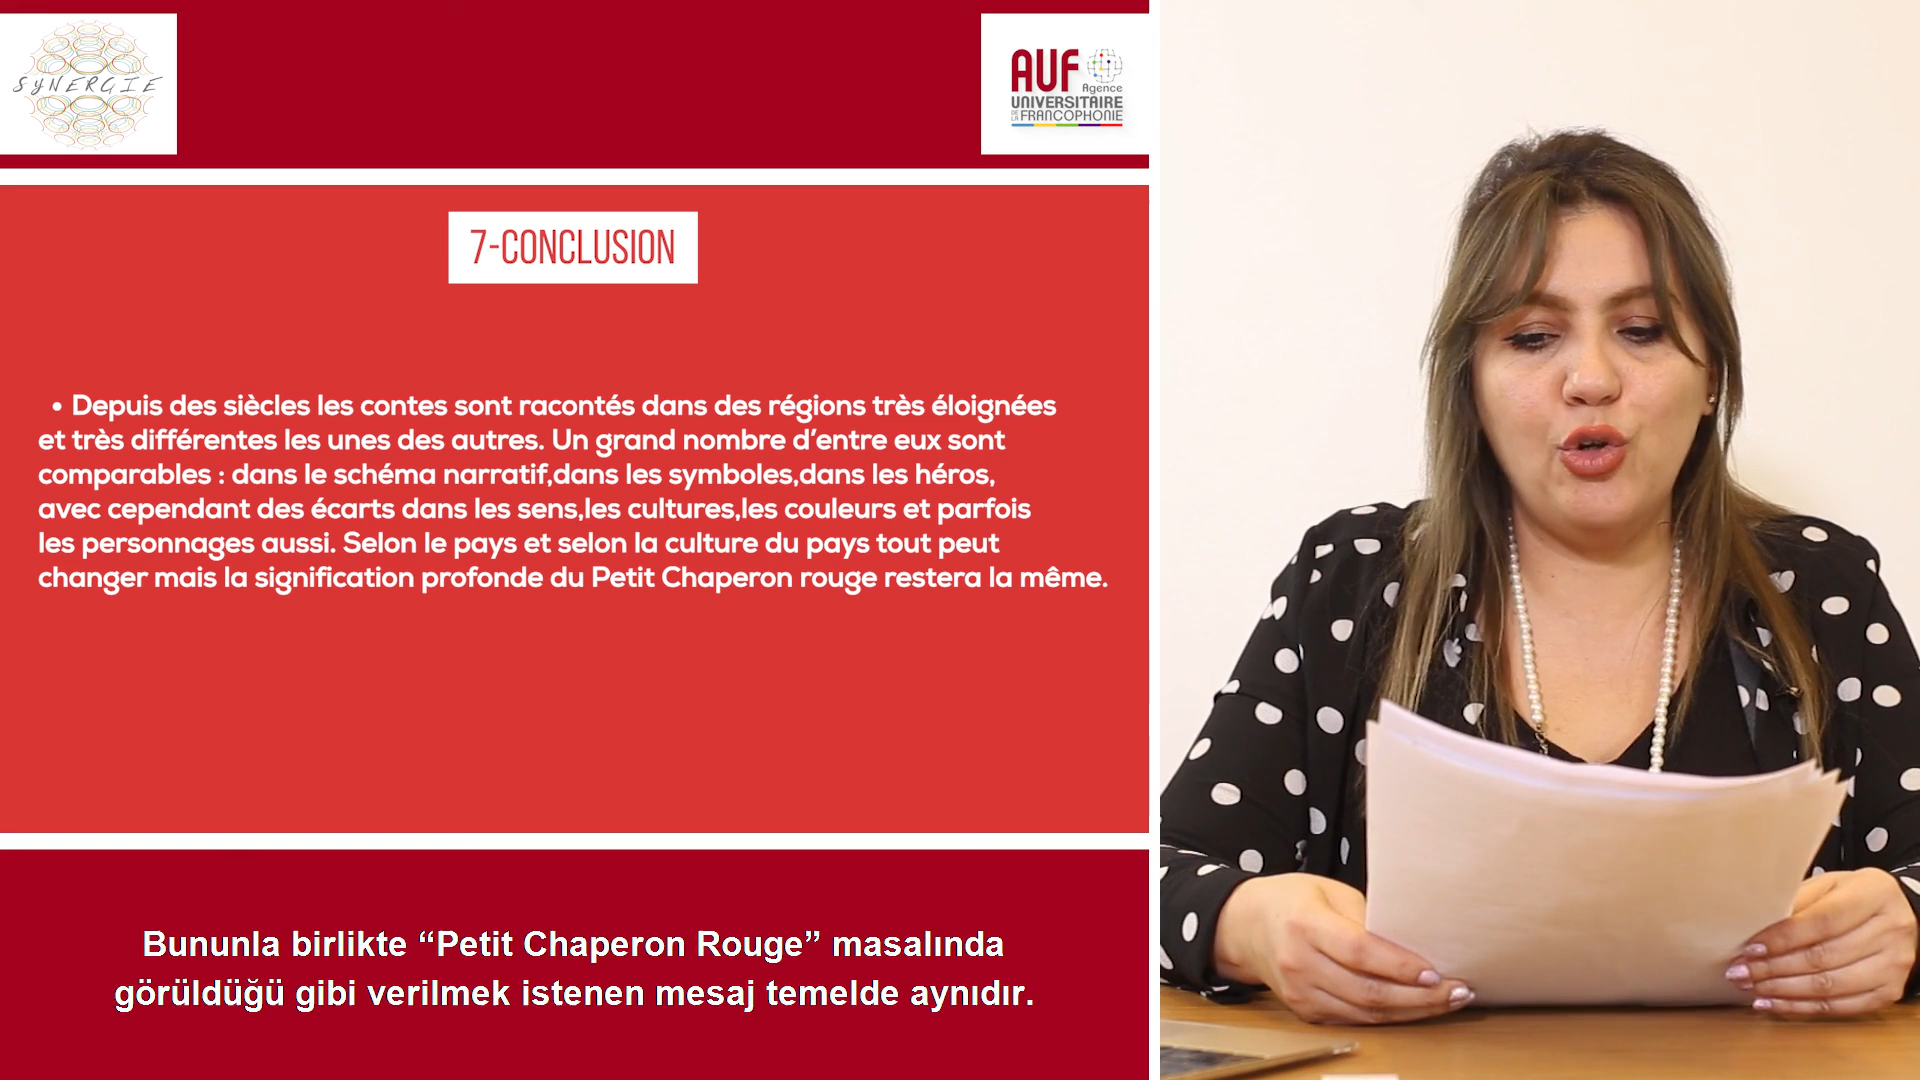 SYNERGIE
AUF
Agence
UNIVERSITAIRE
DE LA FRANCOPHONIE
7-CONCLUSION
• Depuis des siècles les contes sont racontés dans des régions très éloignées
et très différentes les unes des autres. Un grand nombre d’entre eux sont
comparables : dans le schéma narratif,dans les symboles,dans les héros,
avec cependant des écarts dans les sens,les cultures,les couleurs et parfois
les personnages aussi. Selon le pays et selon la culture du pays tout peut
changer mais la signification profonde du Petit Chaperon rouge restera la même.
Bununla birlikte “Petit Chaperon Rouge” masalında
görüldüğü gibi verilmek istenen mesaj temelde aynıdır.